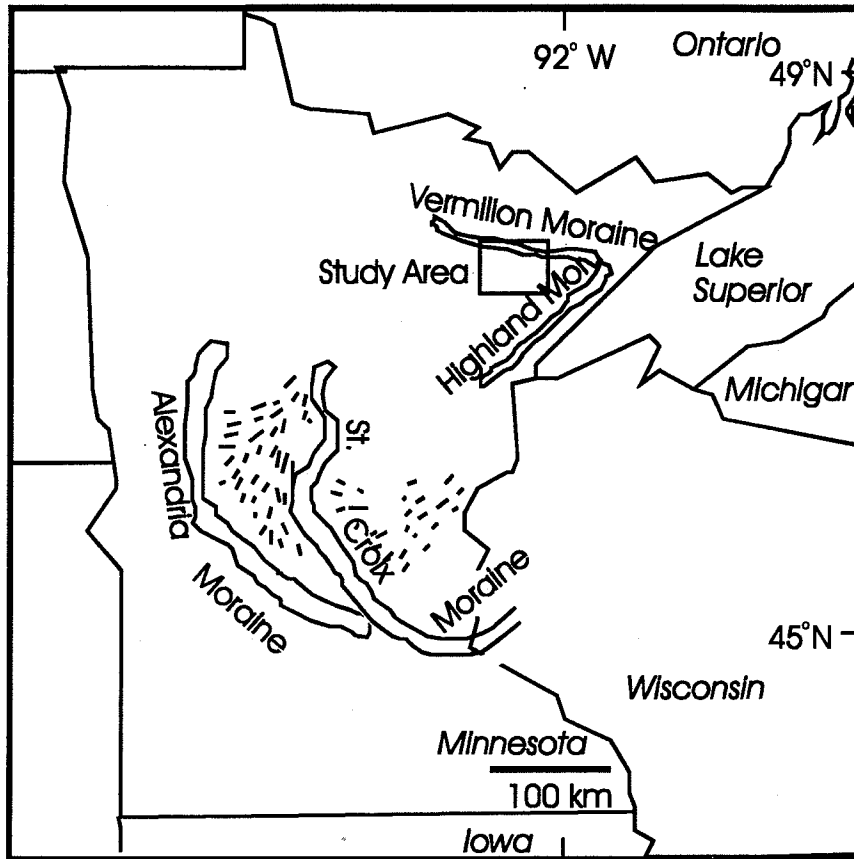 92° W
Ontario
49°N
Vermilion Moraine
Lake
Superior
Study Area
Highland Mor.
Michigan
Alexandria
Moraine
St.
Croix
Moraine
45°N
Wisconsin
Minnesota
100 km
Iowa